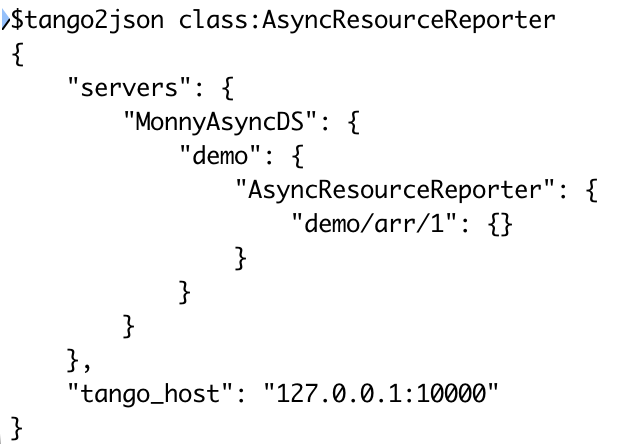 $tango2json class:AsyncResourceReporter
{
    "servers": {
        "MonnyAsyncDS": {
            "demo": {
                "AsyncResourceReporter": {
                    "demo/arr/1": {}
                }
            }
        }
    },
    "tango_host": "127.0.0.1:10000"
}